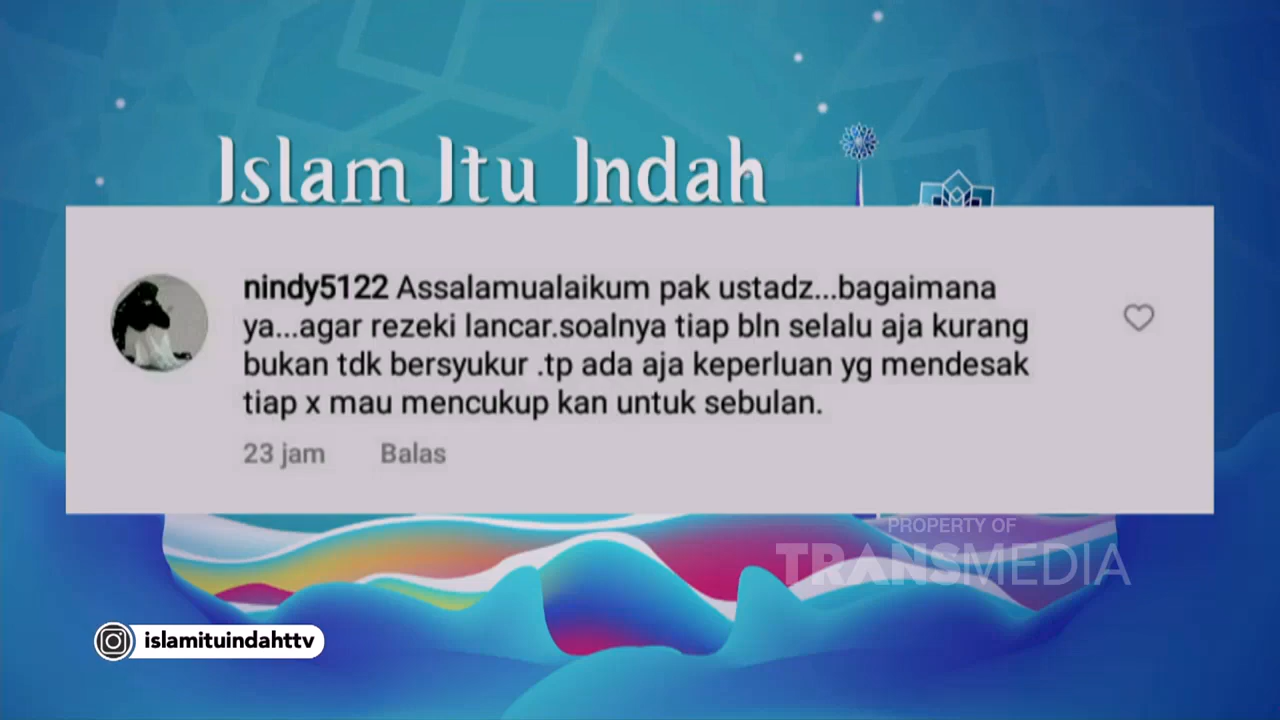 Islam Itu Indah
nindy5122 Assalamualaikum pak ustadz...bagaimana
ya...agar rezeki lancar.soalnya tiap bln selalu aja kurang
bukan tdk bersyukur .tp ada aja keperluan yg mendesak
tiap x mau mencukup kan untuk sebulan.
23 jam Balas
PROPERTY OF
TRANSMEDIA
islamituindahttv